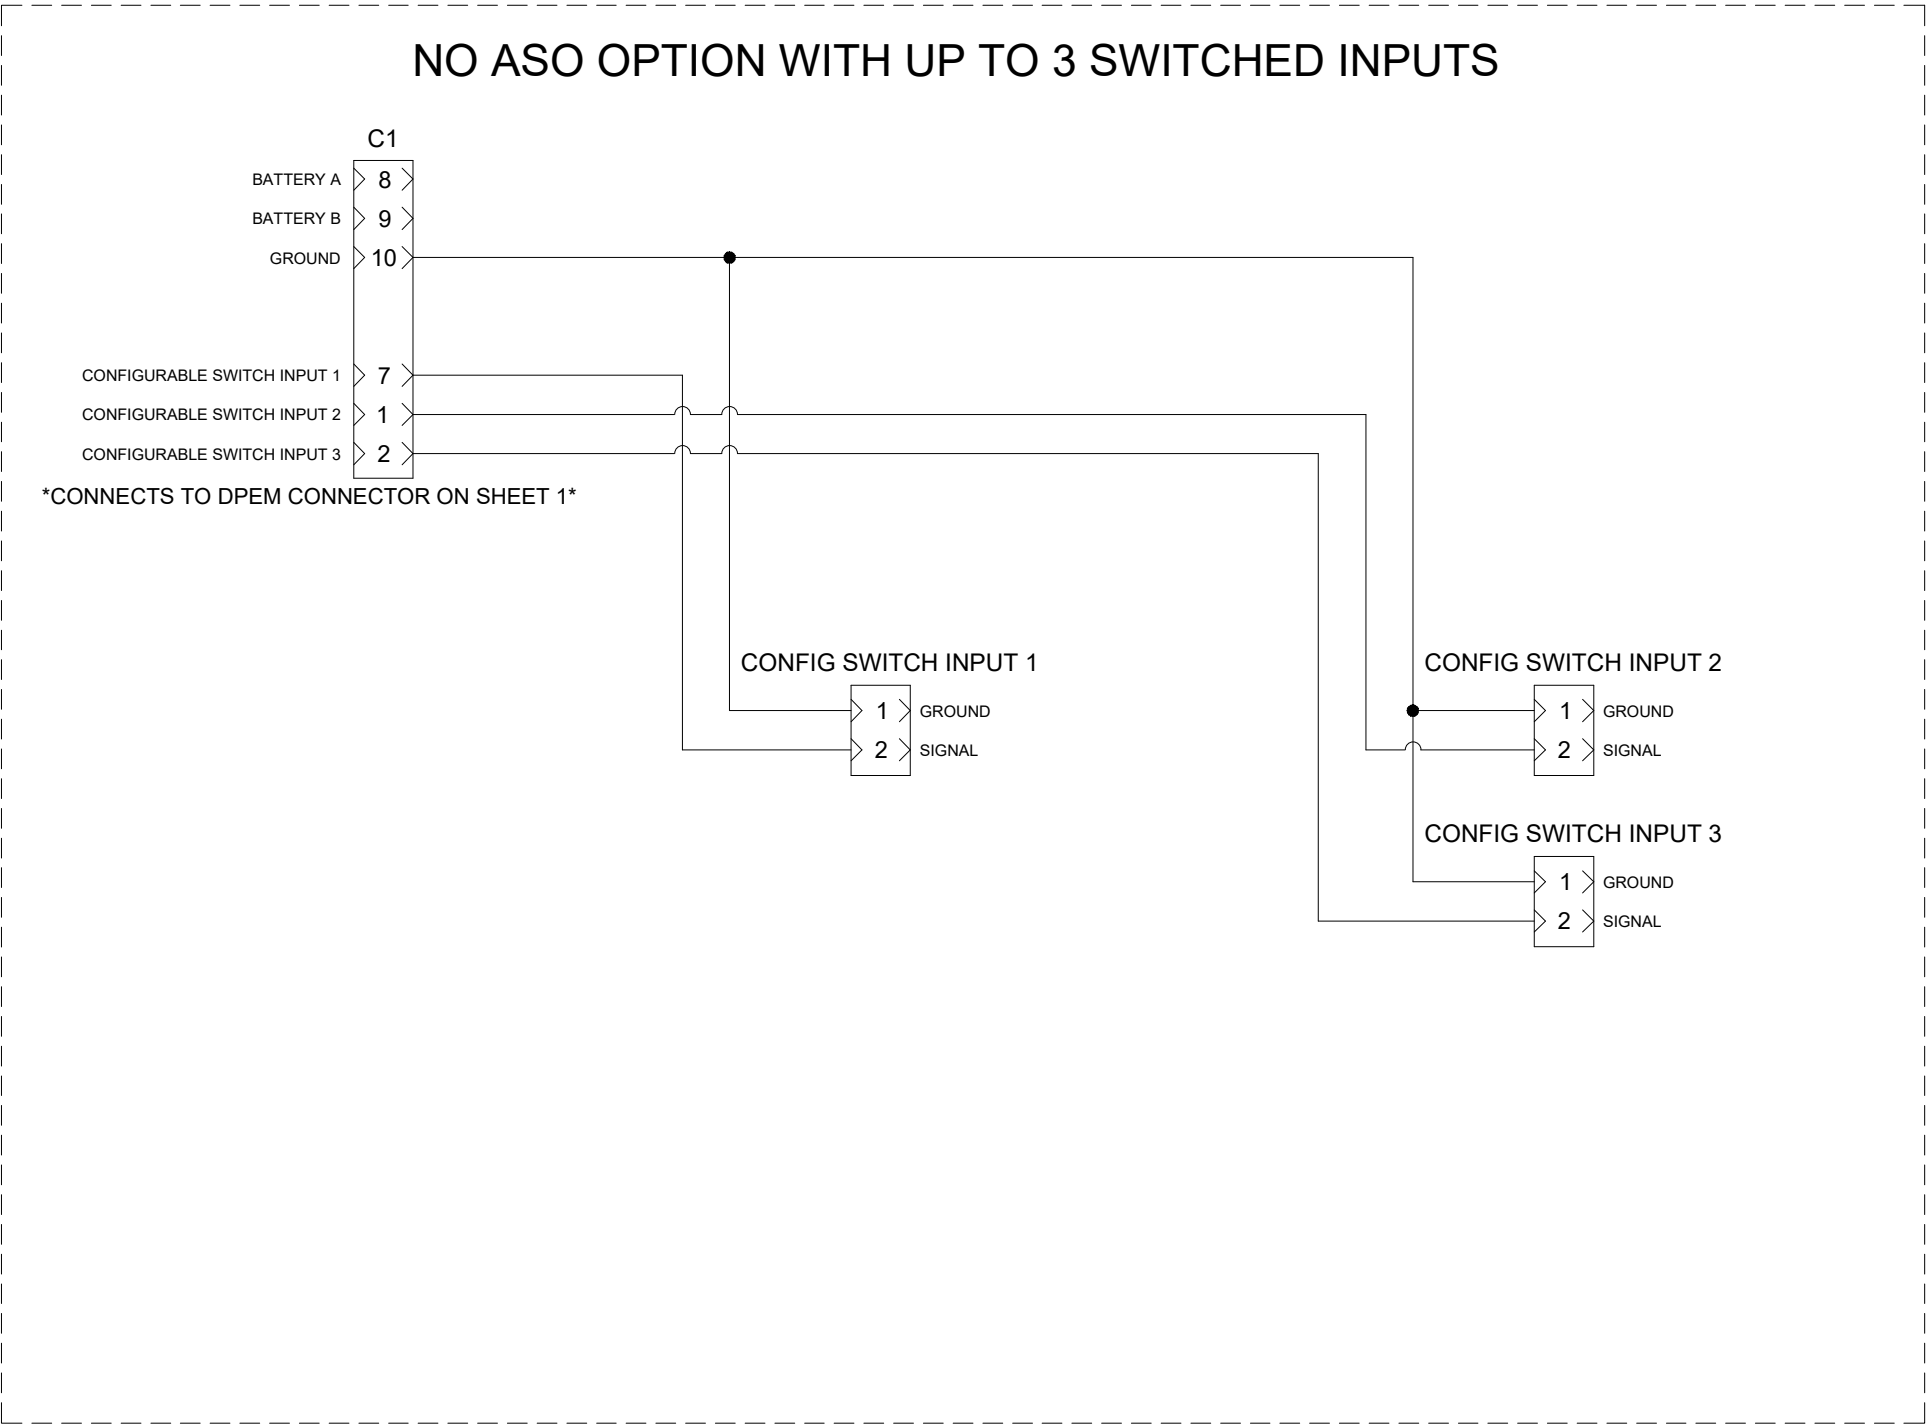 NO ASO OPTION WITH UP TO 3 SWITCHED INPUTS
C1
BATTERY A 8
BATTERY B 9
GROUND 10
CONFIGURABLE SWITCH INPUT 1 7
CONFIGURABLE SWITCH INPUT 2 1
CONFIGURABLE SWITCH INPUT 3 2
*CONNECTS TO DPEM CONNECTOR ON SHEET 1*
CONFIG SWITCH INPUT 1
1 GROUND
2 SIGNAL
CONFIG SWITCH INPUT 2
1 GROUND
2 SIGNAL
CONFIG SWITCH INPUT 3
1 GROUND
2 SIGNAL